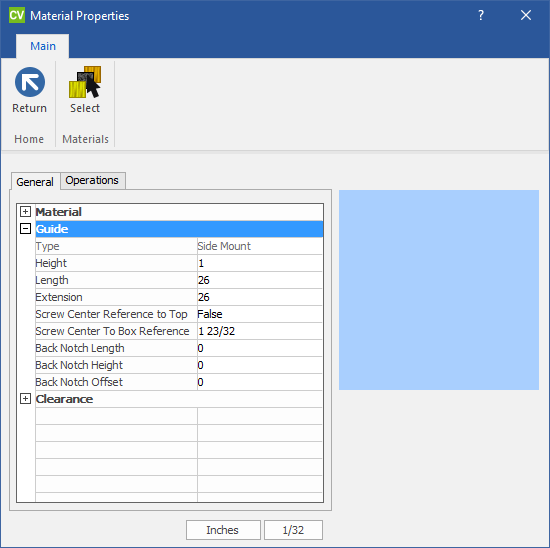 CV Material Properties ?
Main
Return
Select
Home
Materials
General
Operations
Material
Guide
Type Side Mount
Height 1
Length 26
Extension 26
Screw Center Reference to Top False
Screw Center To Box Reference 1 23/32
Back Notch Length 0
Back Notch Height 0
Back Notch Offset 0
Clearance
Inches 1/32